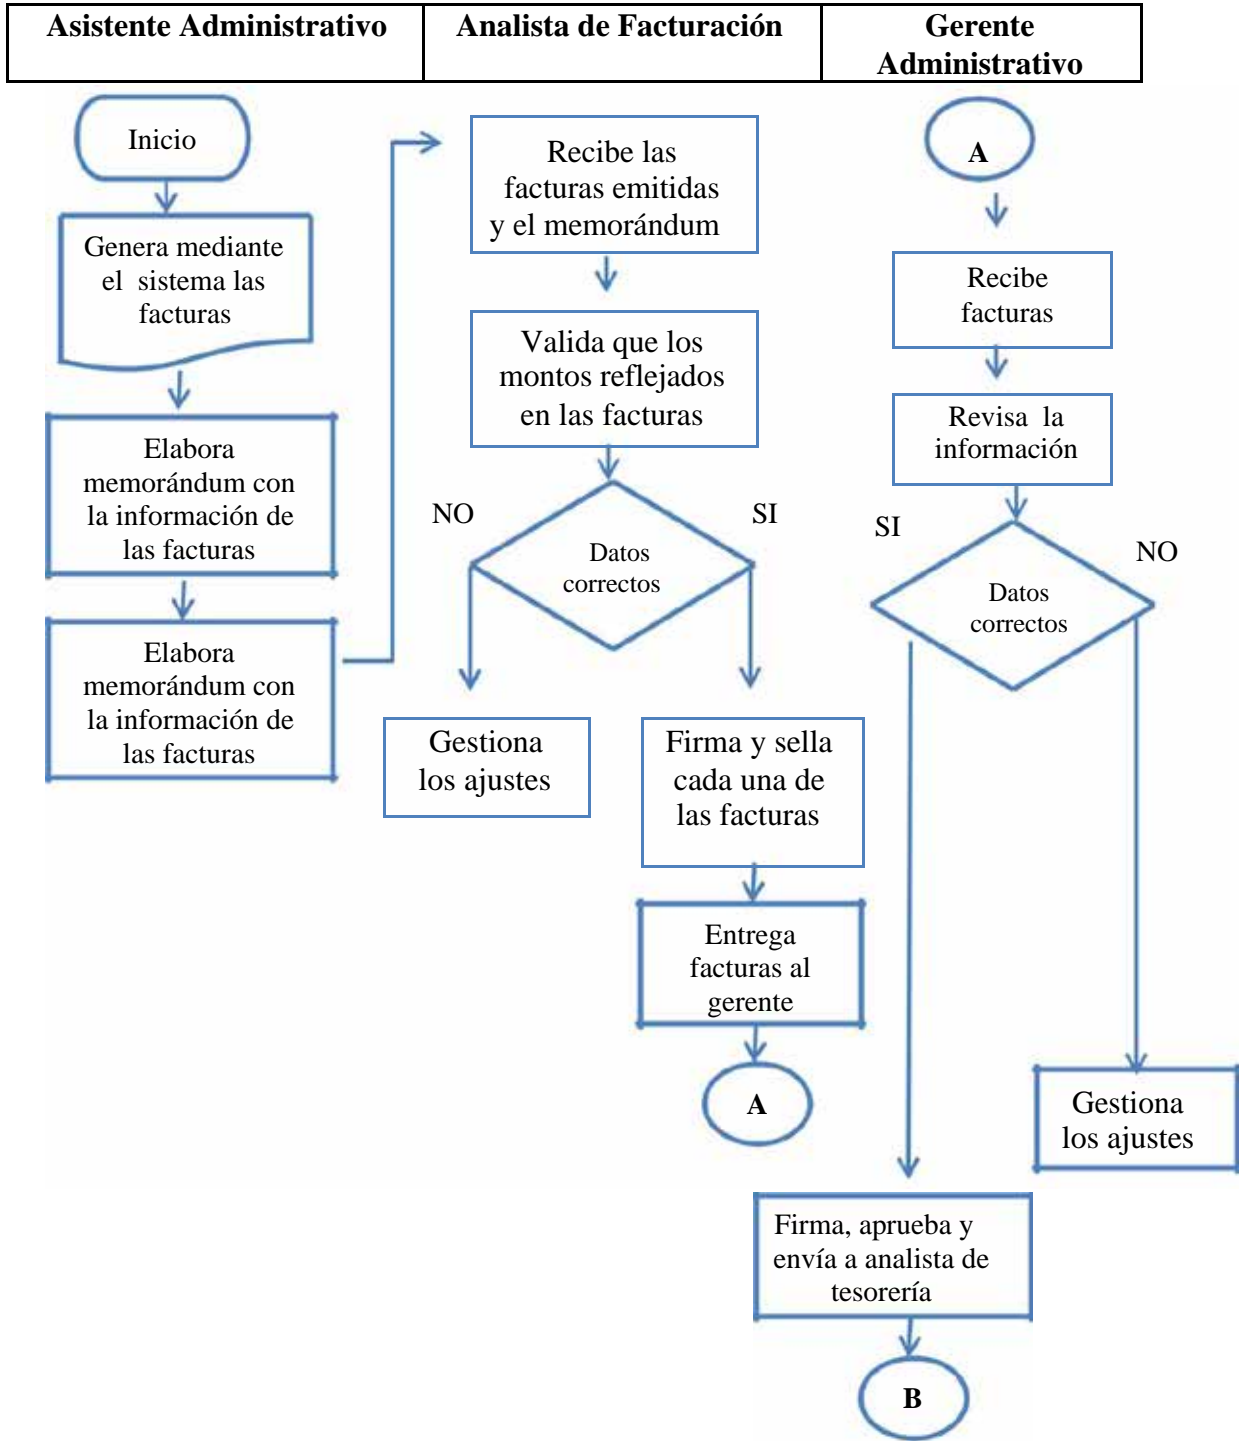 Asistente Administrativo
Analista de Facturación
Gerente
Administrativo
Inicio
Genera mediante
el sistema las
facturas
Elabora
memorándum con
la información de
las facturas
Elabora
memorándum con
la información de
las facturas
Recibe las
facturas emitidas
y el memorándum
Valida que los
montos reflejados
en las facturas
NO
SI
Datos
correctos
Gestiona
los ajustes
Firma y sella
cada una de
las facturas
Entrega
facturas al
gerente
A
A
Recibe
facturas
Revisa la
información
SI
NO
Datos
correctos
Gestiona
los ajustes
Firma, aprueba y
envía a analista de
tesorería
B